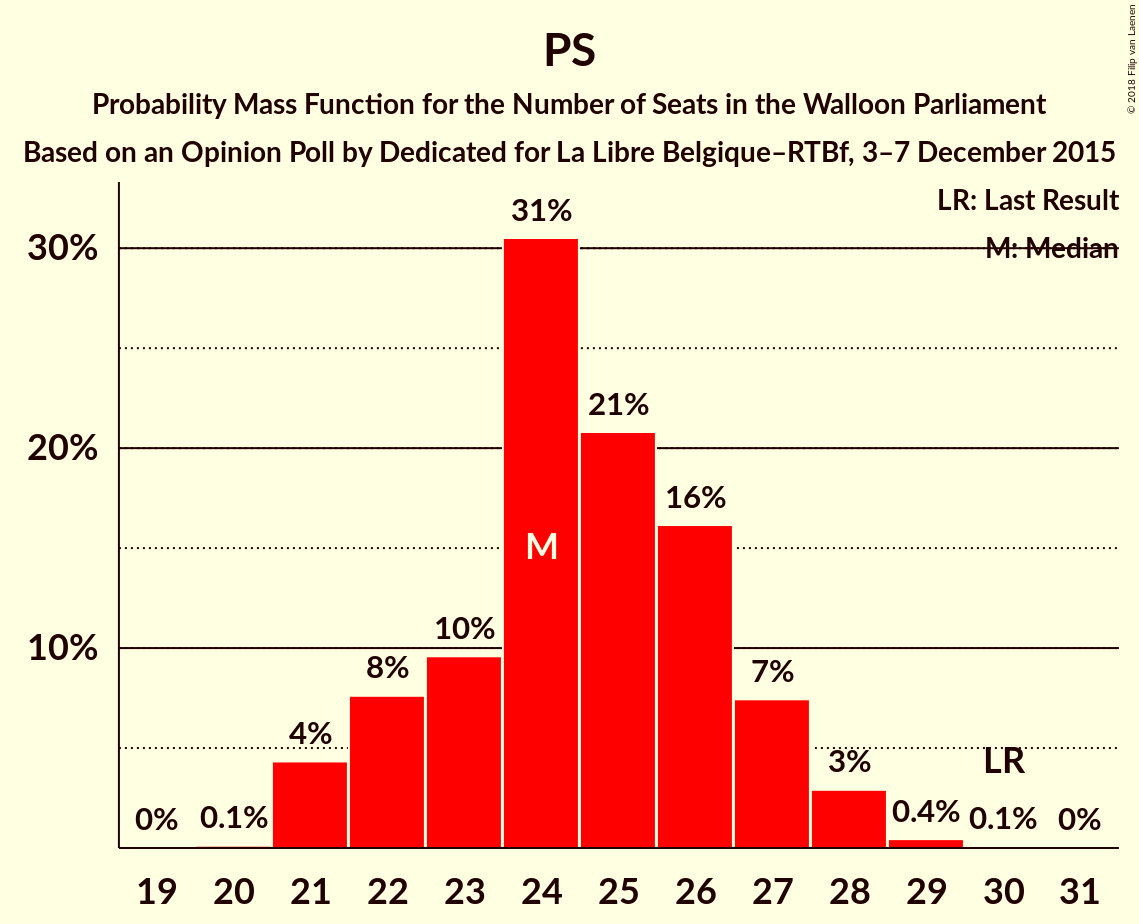 PS
Probability Mass Function for the Number of Seats in the Walloon Parliament
Based on an Opinion Poll by Dedicated for La Libre Belgique–RTBf, 3–7 December 2015
© 2018 Filip van Laenen
LR: Last Result
M: Median
30%
20%
10%
0%
0.1%
4%
8%
10%
31%
21%
16%
7%
3%
0.4%
0.1%
0%
M
LR
19 20 21 22 23 24 25 26 27 28 29 30 31